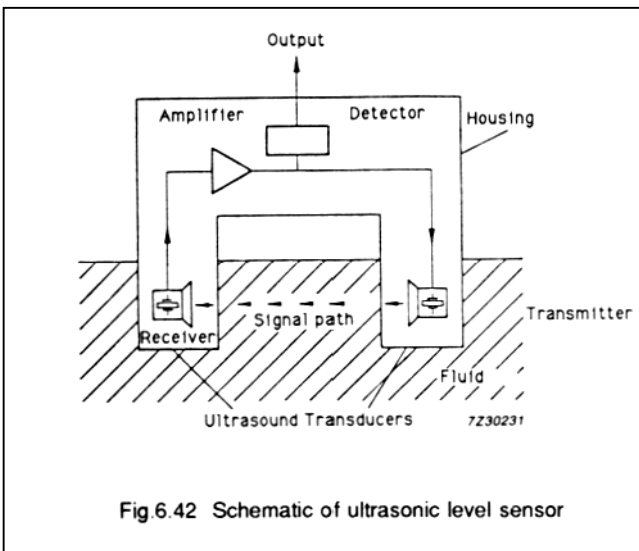 Output
Amplifier
Detector
Housing
Signal path
Transmitter
Receiver
Fluid
Ultrasound Transducers
7Z30231
Fig.6.42 Schematic of ultrasonic level sensor